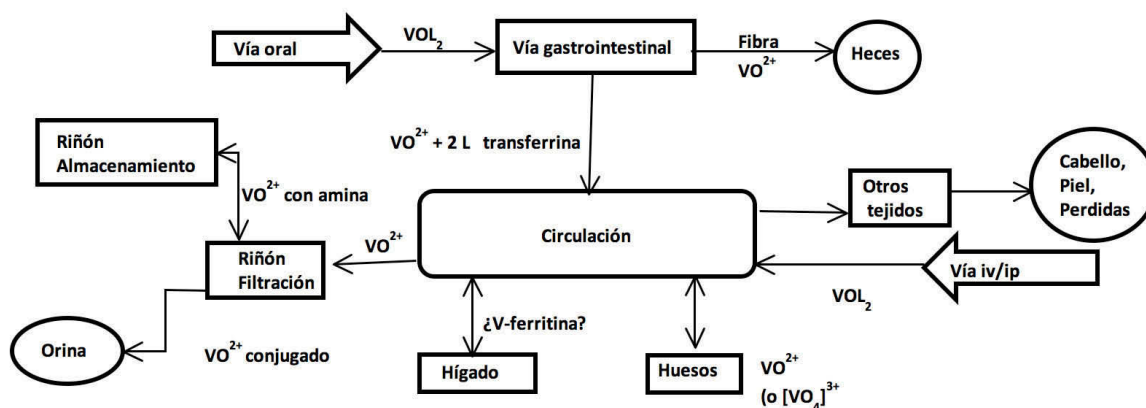 Vía oral
VOL2
Vía gastrointestinal
Fibra
VO2+
Heces
VO2+ + 2 L transferrina
Riñón
Almacenamiento
VO2+ con amina
Cabello,
Piel,
Perdidas
Otros
tejidos
Circulación
VO2+
Riñón
Filtración
Vía iv/ip
VOL2
¿V-ferritina?
Orina
VO2+ conjugado
Hígado
Huesos
VO2+
(o [VO4]3+